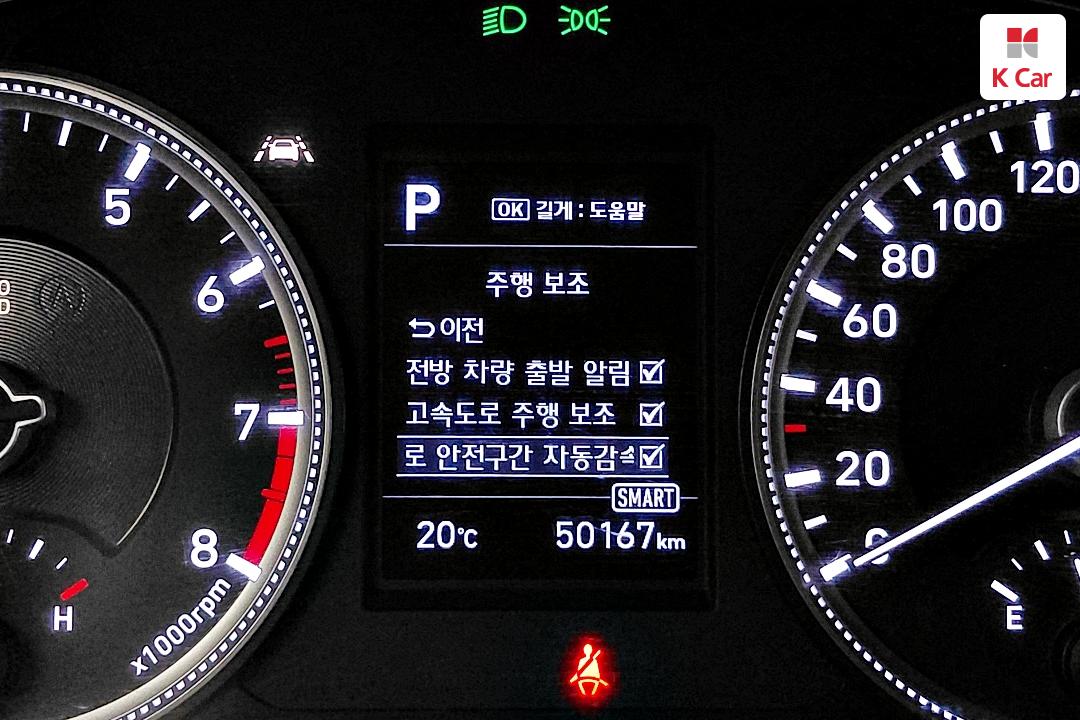 K Car
P
OK 길게 : 도움말
주행 보조
이전
전방 차량 출발 알림
고속도로 주행 보조
로 안전구간 자동감속
SMART
20℃ 50167km
5
6
7
8
x1000rpm
H
120
100
80
60
40
20
0
E